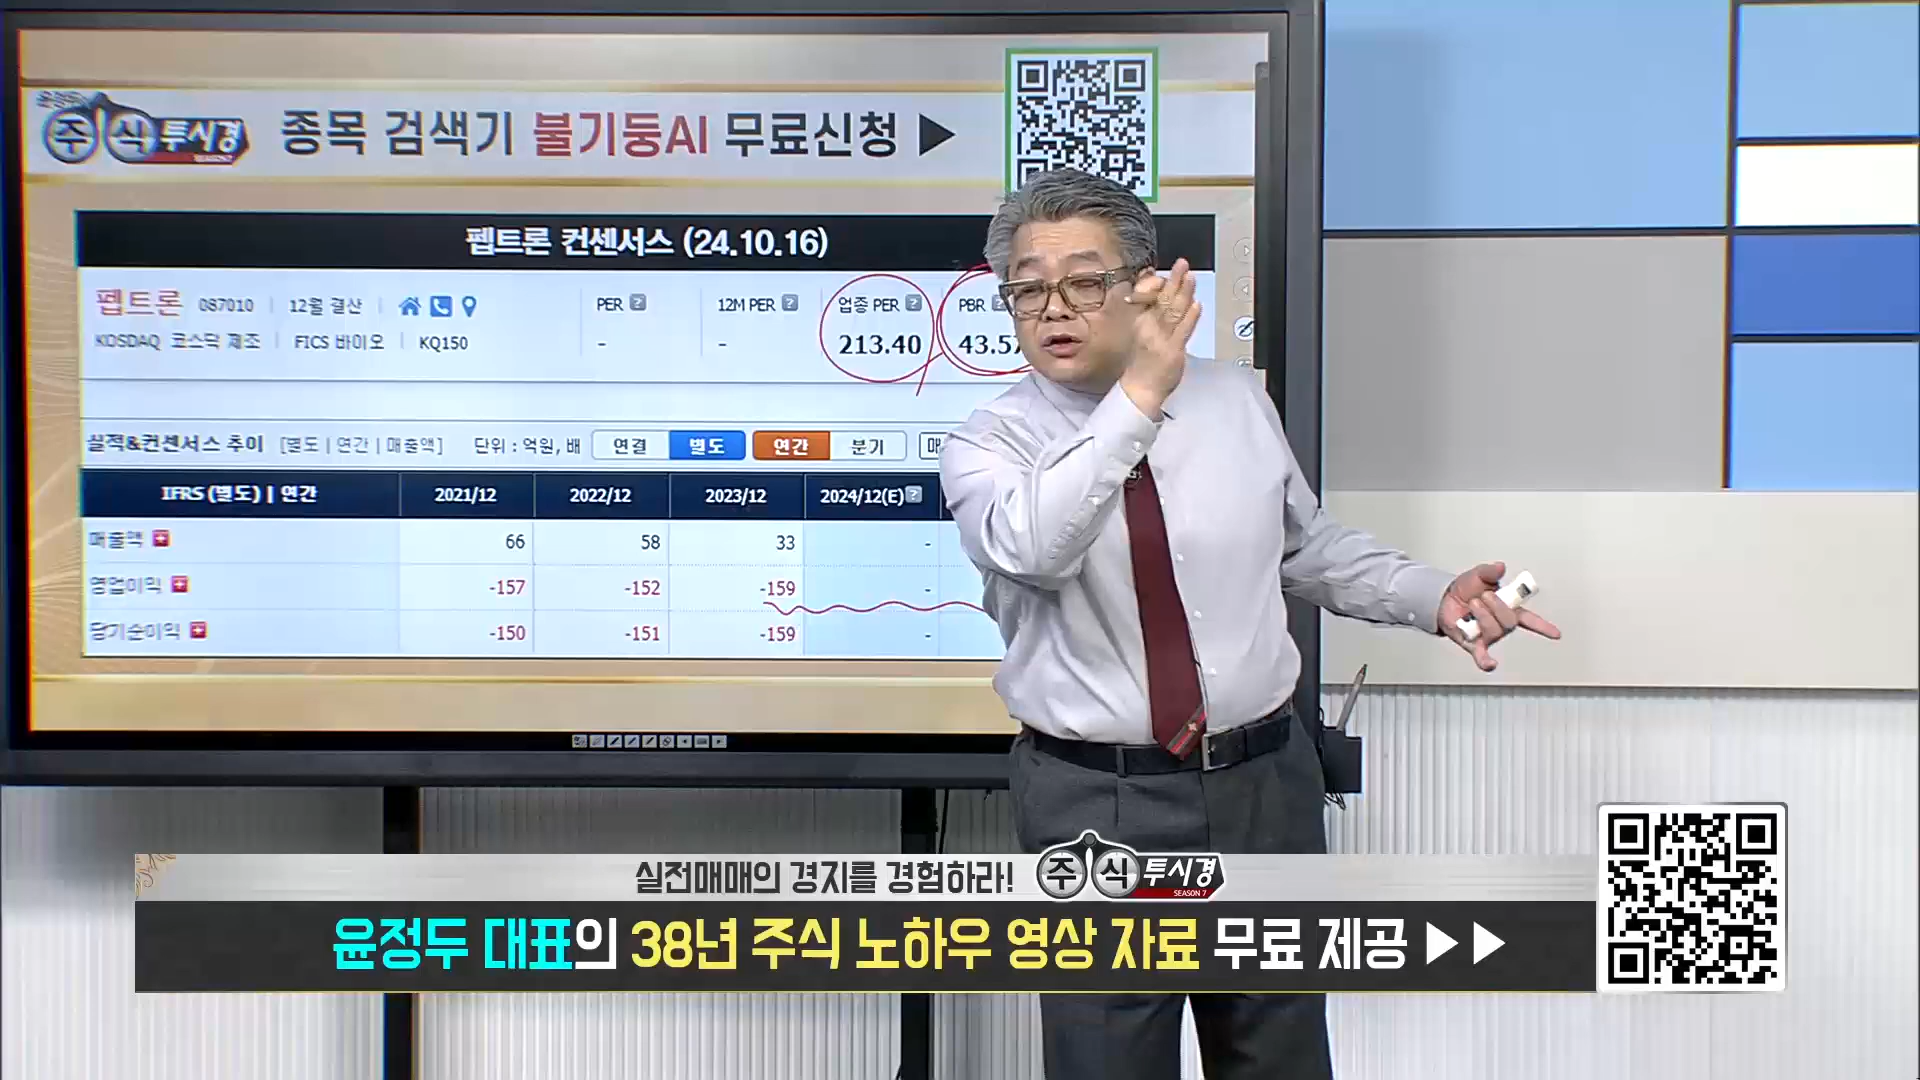 주식투시경
SEASON 7
종목 검색기 불기둥AI 무료신청 ▶
펩트론 컨센서스 (24.10.16)
펩트론 087010 12월 결산
PER 12M PER 업종 PER PBR
KOSDAQ 코스닥 제조 | FICS 바이오 | KQ150
- - 213.40 43.57
실적&컨센서스 추이 [별도 | 연간 | 매출액] 단위 : 억원, 배 연결 별도 연간 분기 매
IFRS (별도) | 연간 2021/12 2022/12 2023/12 2024/12(E)
매출액 66 58 33 -
영업이익 -157 -152 -159 -
당기순이익 -150 -151 -159 -
실전매매의 경지를 경험하라! 주식투시경
SEASON 7
윤정두 대표의 38년 주식 노하우 영상 자료 무료 제공 ▶▶